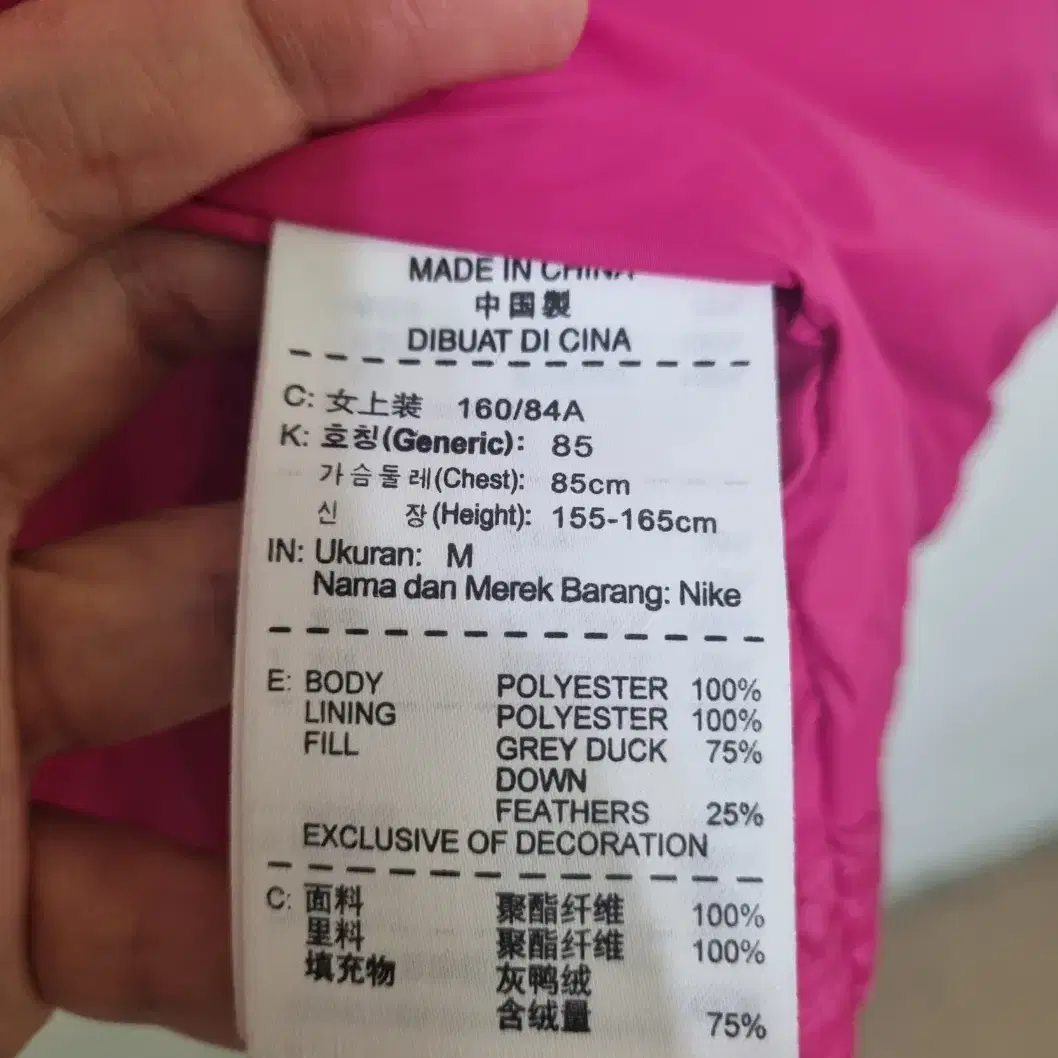 MADE IN CHINA
中国製
DIBUAT DI CINA
C: 女上装 160/84A
K: 호칭(Generic): 85
가슴둘레(Chest): 85cm
신 장(Height): 155-165cm
IN: Ukuran: M
Nama dan Merek Barang: Nike
E: BODY POLYESTER 100%
LINING POLYESTER 100%
FILL GREY DUCK 75%
DOWN
FEATHERS 25%
EXCLUSIVE OF DECORATION
C: 面料 聚酯纤维 100%
里料 聚酯纤维 100%
填充物 灰鸭绒
含绒量 75%